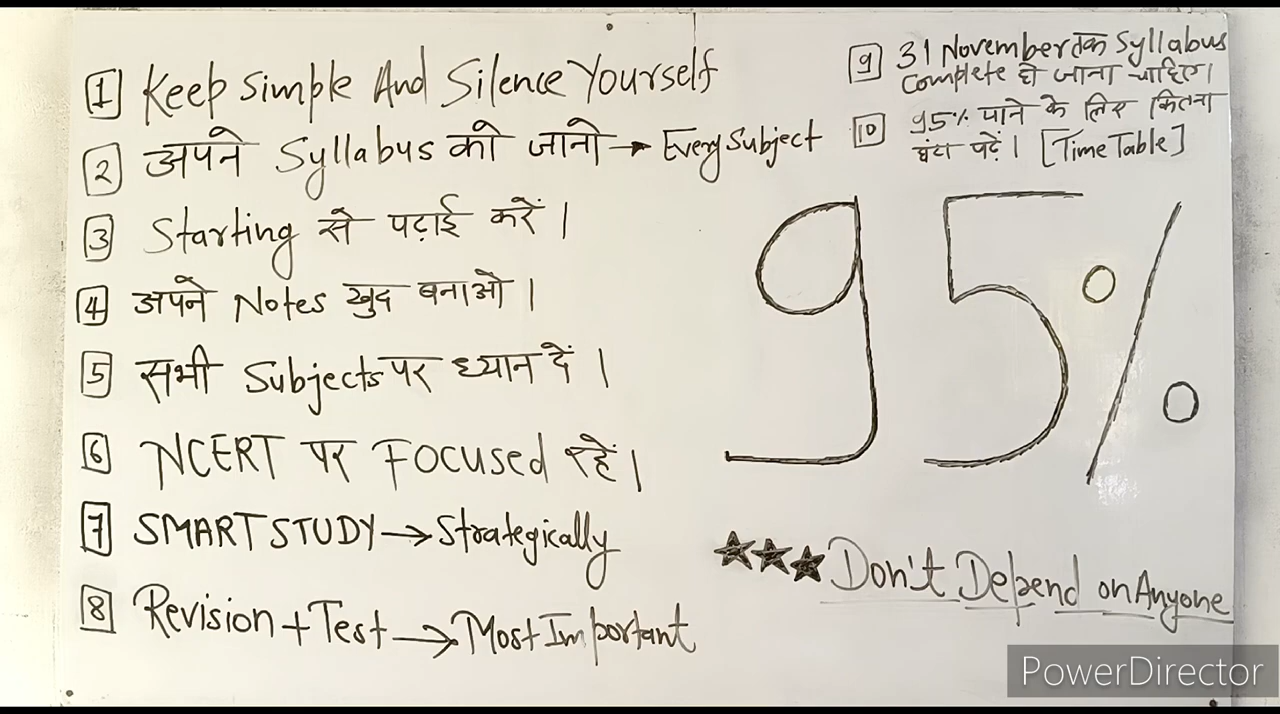 1 Keep Simple And Silence Yourself
2 अपने Syllabus को जानो → Every Subject
3 Starting से पढ़ाई करें।
4 अपने Notes खुद बनाओ।
5 सभी Subjects पर ध्यान दें।
6 NCERT पर Focused रहें।
7 SMART STUDY → Strategically
8 Revision + Test → Most Important
9 31 November तक Syllabus
Complete हो जाना चाहिए।
10 95% पाने के लिए कितना
घंटा पढ़ें। [Time Table]
95%
★★★ Don't Depend on Anyone
PowerDirector